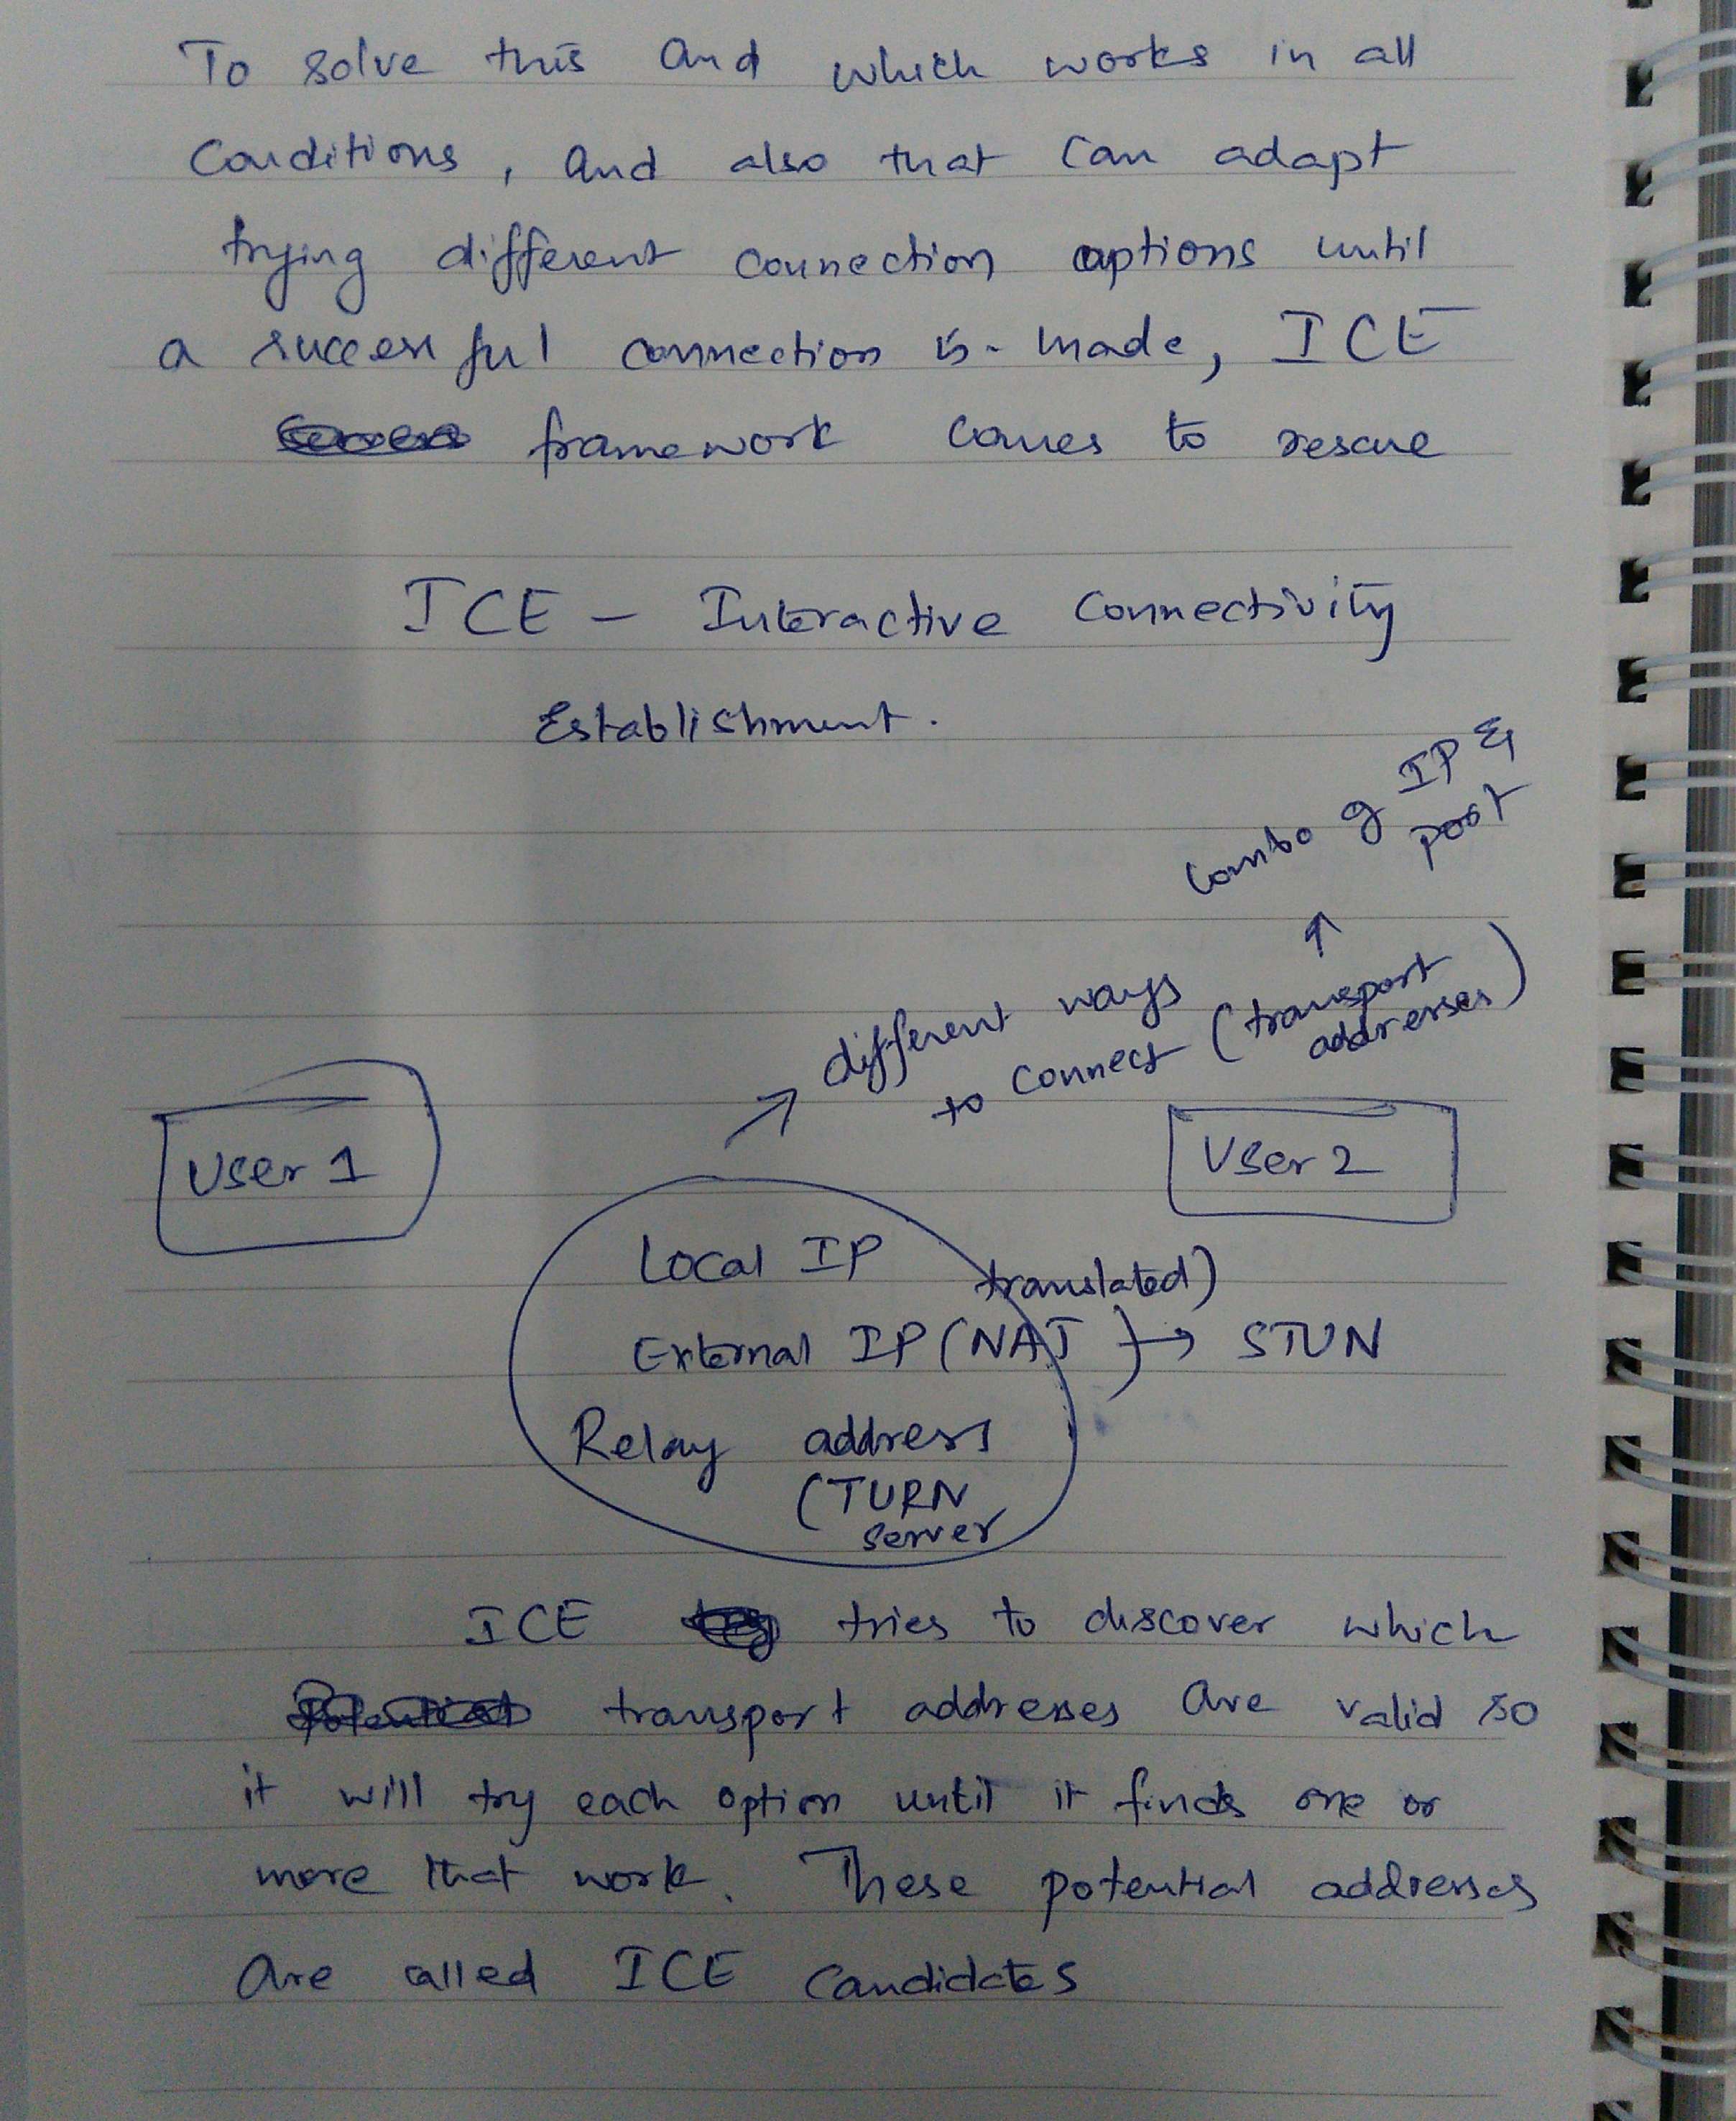 To solve this and which works in all
conditions, and also that can adapt
trying different connection options until
a successful connection is made, ICE
framework comes to rescue
ICE - Interactive Connectivity
Establishment.
combo of IP &
port
↑
different ways
to connect (transport
addresses)
User 1
User 2
Local IP
translated)
External IP (NAT } → STUN
Relay address
(TURN
server
ICE tries to discover which
transport addresses are valid so
it will try each option until it finds one or
more that work. These potential addresses
are called ICE candidates